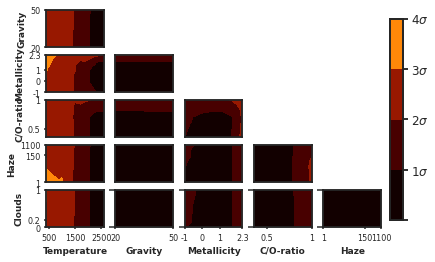 50
20
Gravity
2.3
1
0
-1
Metallicity
1
0.5
C/O-ratio
1100
150
1
Haze
1
0.2
0
Clouds
500 1500 2500
Temperature
20 50
Gravity
-1 0 1 2.3
Metallicity
0.5 1
C/O-ratio
1 150 1100
Haze
4σ
3σ
2σ
1σ